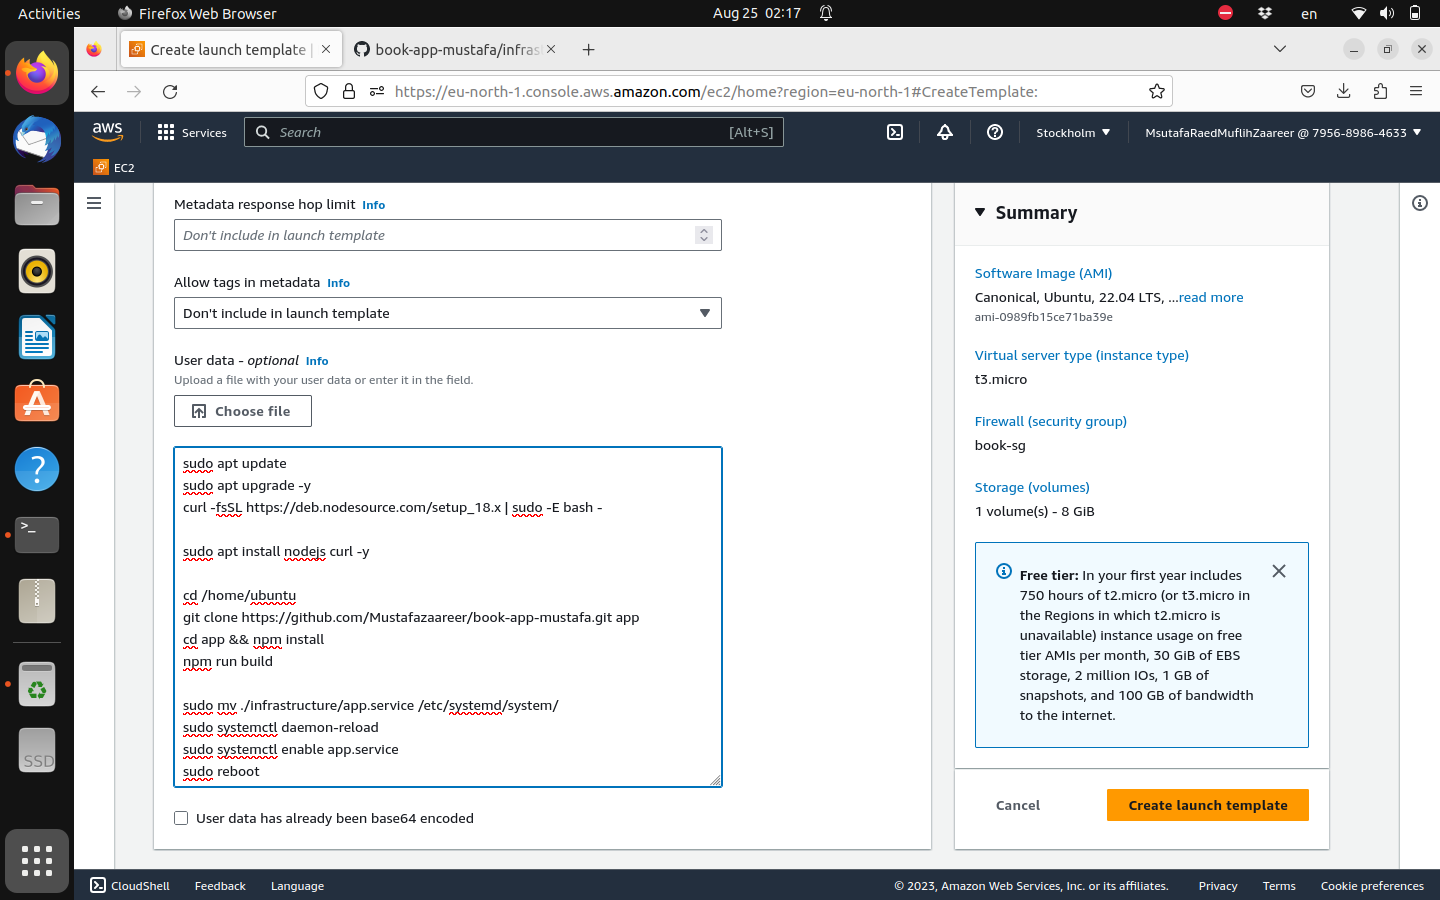 Activities
Firefox Web Browser
Aug 25 02:17
en
Create launch template |
book-app-mustafa/infras
https://eu-north-1.console.aws.amazon.com/ec2/home?region=eu-north-1#CreateTemplate:
aws
Services
Search
[Alt+S]
Stockholm
MsutafaRaedMuflihZaareer @ 7956-8986-4633
EC2
Metadata response hop limit Info
Don't include in launch template
Allow tags in metadata Info
Don't include in launch template
User data - optional Info
Upload a file with your user data or enter it in the field.
Choose file
sudo apt update
sudo apt upgrade -y
curl -fsSL https://deb.nodesource.com/setup_18.x | sudo -E bash -
sudo apt install nodejs curl -y
cd /home/ubuntu
git clone https://github.com/Mustafazaareer/book-app-mustafa.git app
cd app && npm install
npm run build
sudo mv ./infrastructure/app.service /etc/systemd/system/
sudo systemctl daemon-reload
sudo systemctl enable app.service
sudo reboot
User data has already been base64 encoded
Summary
Software Image (AMI)
Canonical, Ubuntu, 22.04 LTS, ...read more
ami-0989fb15ce71ba39e
Virtual server type (instance type)
t3.micro
Firewall (security group)
book-sg
Storage (volumes)
1 volume(s) - 8 GiB
Free tier: In your first year includes
750 hours of t2.micro (or t3.micro in
the Regions in which t2.micro is
unavailable) instance usage on free
tier AMIs per month, 30 GiB of EBS
storage, 2 million IOs, 1 GB of
snapshots, and 100 GB of bandwidth
to the internet.
Cancel
Create launch template
SSD
CloudShell
Feedback
Language
© 2023, Amazon Web Services, Inc. or its affiliates.
Privacy
Terms
Cookie preferences